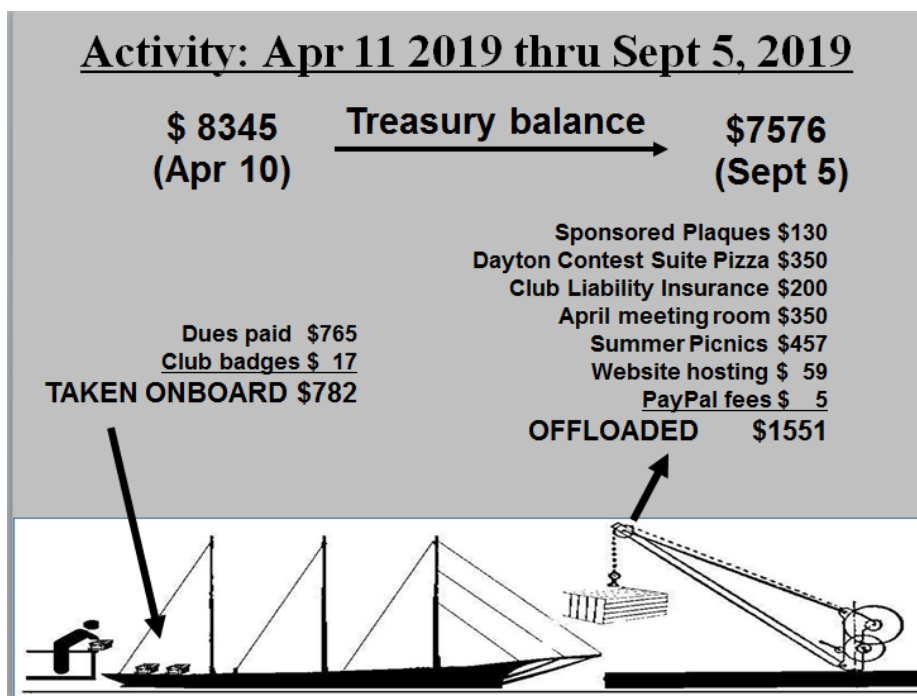 Activity: Apr 11 2019 thru Sept 5, 2019
$ 8345
(Apr 10)
Treasury balance
$7576
(Sept 5)
Dues paid $765
Club badges $ 17
TAKEN ONBOARD $782
Sponsored Plaques $130
Dayton Contest Suite Pizza $350
Club Liability Insurance $200
April meeting room $350
Summer Picnics $457
Website hosting $ 59
PayPal fees $ 5
OFFLOADED $1551